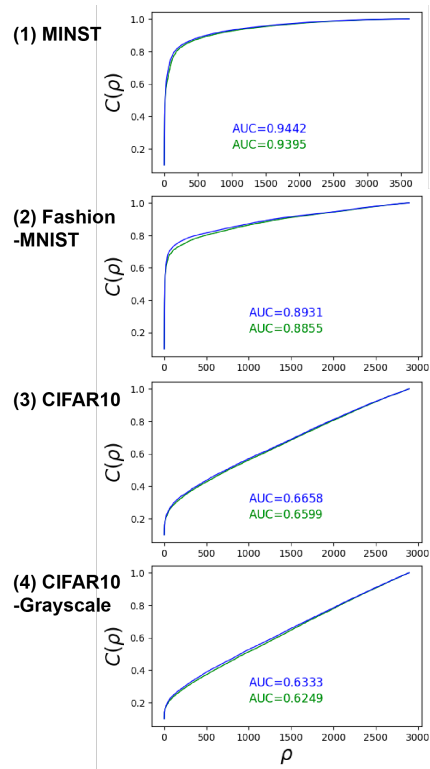 (1) MINST
C(ρ)
1.0
0.8
0.6
0.4
0.2
AUC=0.9442
AUC=0.9395
0 500 1000 1500 2000 2500 3000 3500
(2) Fashion
-MNIST
C(ρ)
1.0
0.8
0.6
0.4
0.2
AUC=0.8931
AUC=0.8855
0 500 1000 1500 2000 2500 3000
(3) CIFAR10
C(ρ)
1.0
0.8
0.6
0.4
0.2
AUC=0.6658
AUC=0.6599
0 500 1000 1500 2000 2500 3000
(4) CIFAR10
-Grayscale
C(ρ)
1.0
0.8
0.6
0.4
0.2
AUC=0.6333
AUC=0.6249
0 500 1000 1500 2000 2500 3000
ρ